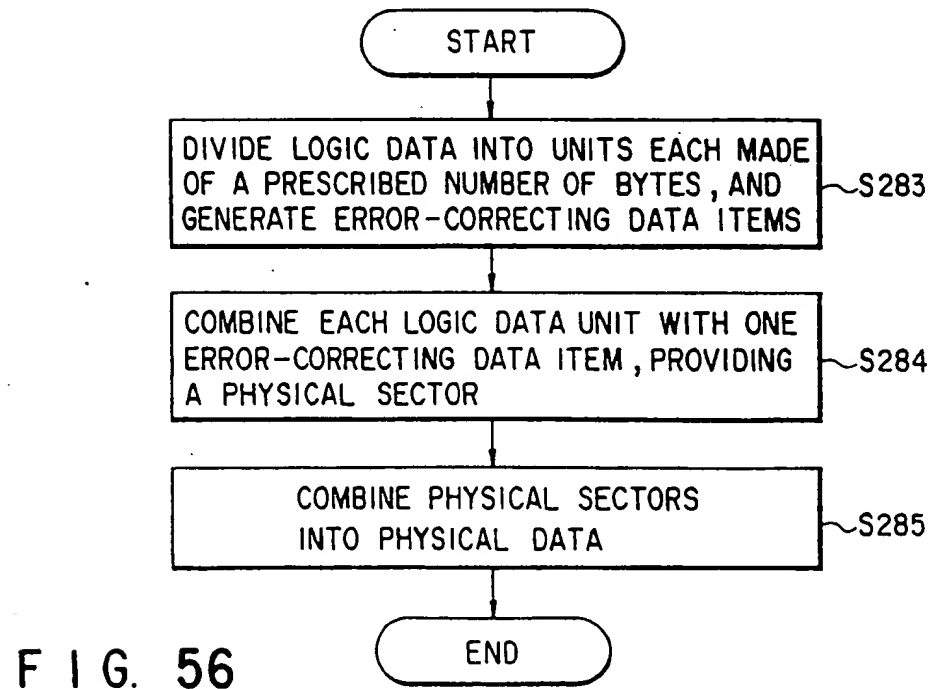 START
DIVIDE LOGIC DATA INTO UNITS EACH MADE
OF A PRESCRIBED NUMBER OF BYTES, AND
GENERATE ERROR-CORRECTING DATA ITEMS
S283
COMBINE EACH LOGIC DATA UNIT WITH ONE
ERROR-CORRECTING DATA ITEM, PROVIDING
A PHYSICAL SECTOR
S284
COMBINE PHYSICAL SECTORS
INTO PHYSICAL DATA
S285
END
FIG. 56